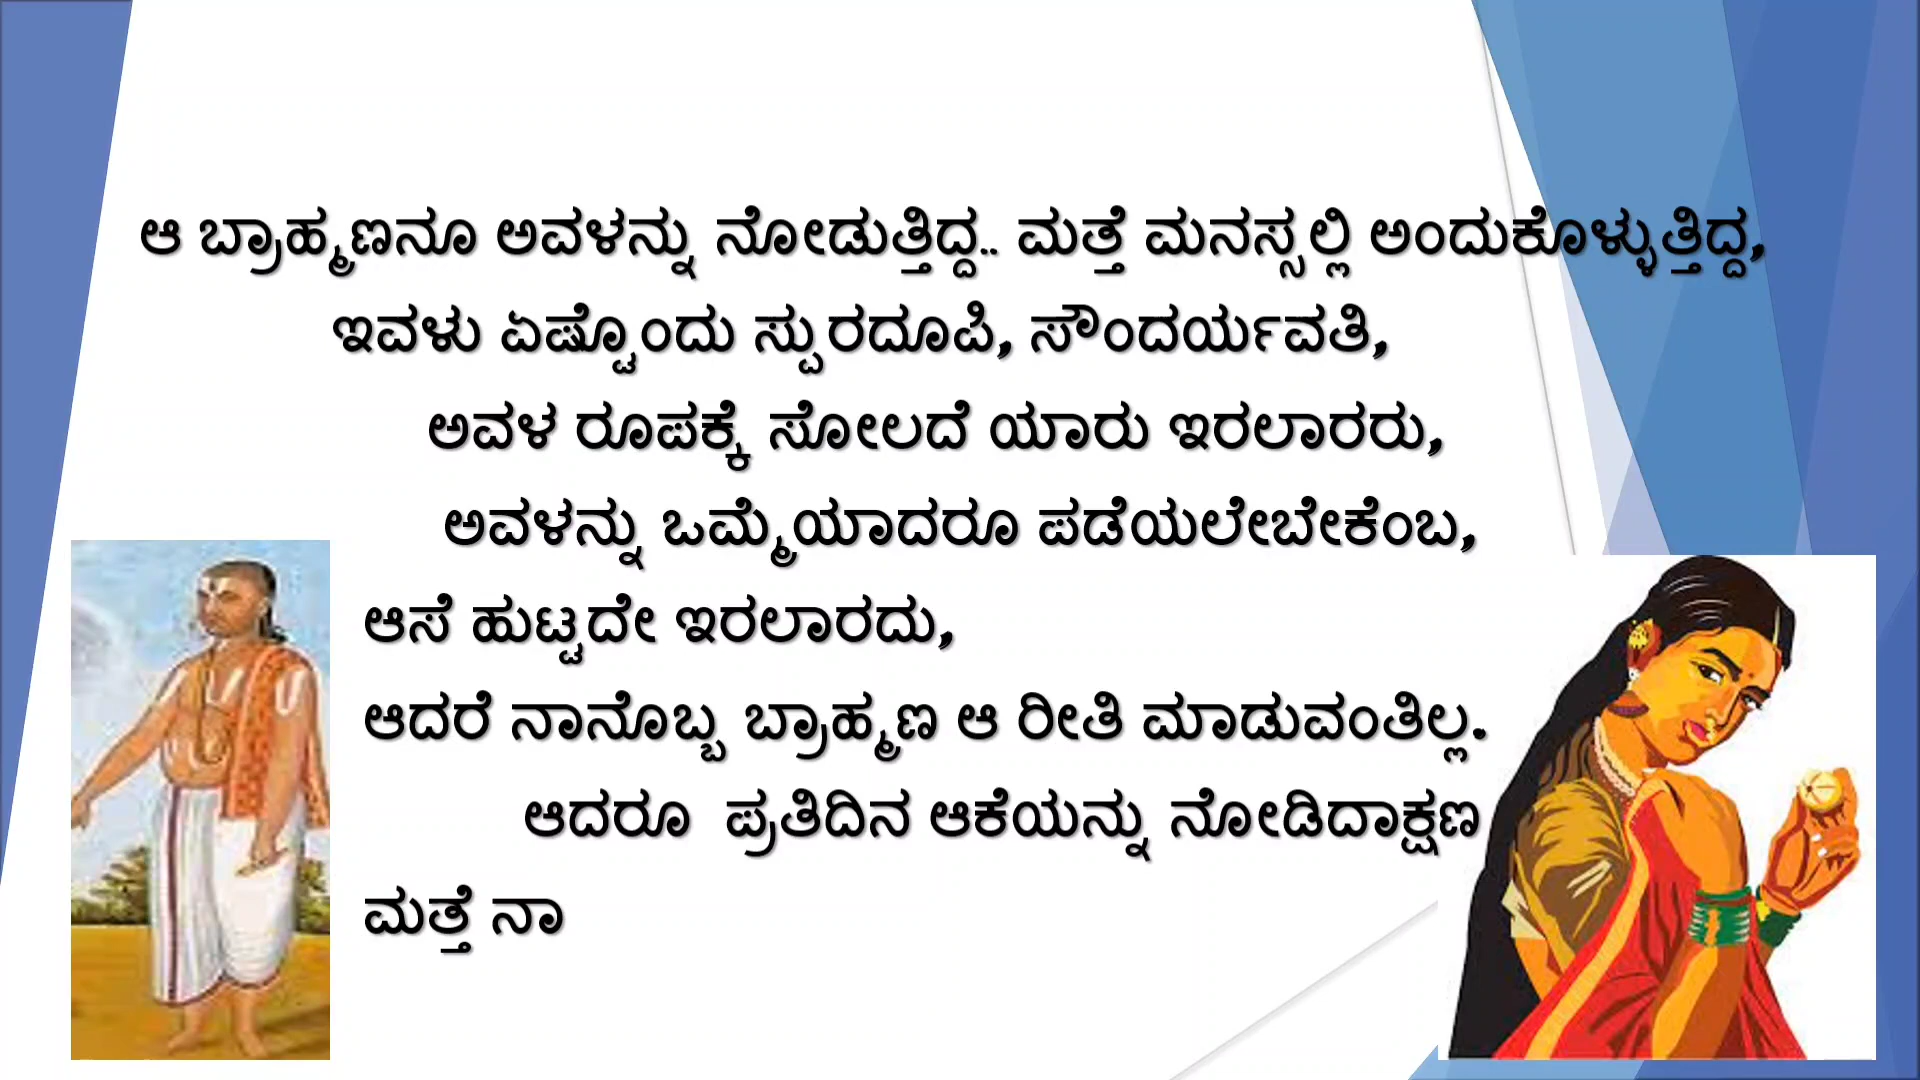 ಆ ಬ್ರಾಹ್ಮಣನೂ ಅವಳನ್ನು ನೋಡುತ್ತಿದ್ದ.. ಮತ್ತೆ ಮನಸ್ಸಲ್ಲಿ ಅಂದುಕೊಳ್ಳುತ್ತಿದ್ದ,
ಇವಳು ಏಷ್ಟೊಂದು ಸ್ಪುರದೂಪಿ, ಸೌಂದರ್ಯವತಿ,
ಅವಳ ರೂಪಕ್ಕೆ ಸೋಲದೆ ಯಾರು ಇರಲಾರರು,
ಅವಳನ್ನು ಒಮ್ಮೆಯಾದರೂ ಪಡೆಯಲೇಬೇಕೆಂಬ,
ಆಸೆ ಹುಟ್ಟದೇ ಇರಲಾರದು,
ಆದರೆ ನಾನೊಬ್ಬ ಬ್ರಾಹ್ಮಣ ಆ ರೀತಿ ಮಾಡುವಂತಿಲ್ಲ.
ಆದರೂ ಪ್ರತಿದಿನ ಆಕೆಯನ್ನು ನೋಡಿದಾಕ್ಷಣ
ಮತ್ತೆ ನಾ